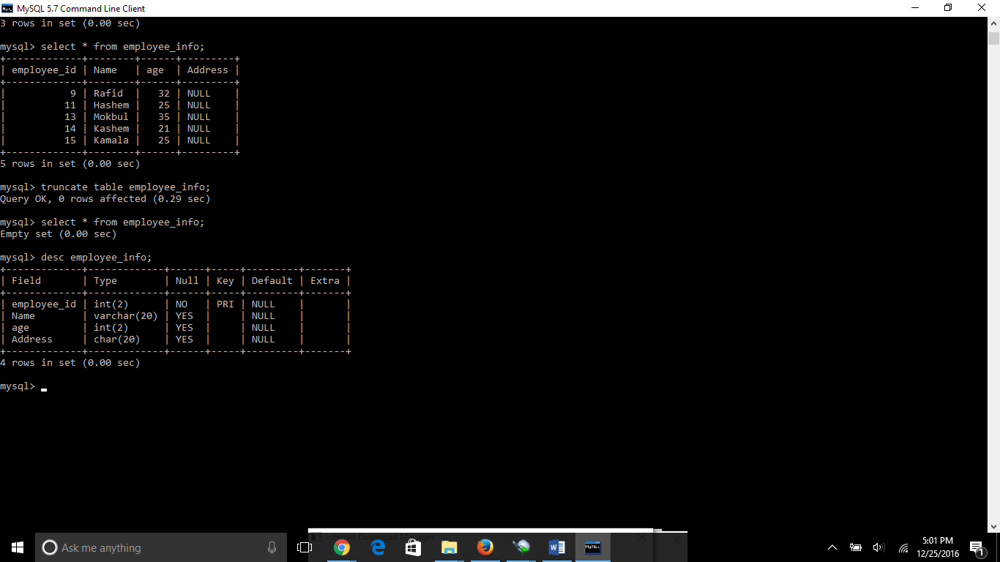 MySQL 5.7 Command Line Client
3 rows in set (0.00 sec)
mysql> select * from employee_info;
+-------------+--------+------+---------+
| employee_id | Name   | age  | Address |
+-------------+--------+------+---------+
|           9 | Rafid  |   32 | NULL    |
|          11 | Hashem |   25 | NULL    |
|          13 | Mokbul |   35 | NULL    |
|          14 | Kashem |   21 | NULL    |
|          15 | Kamala |   25 | NULL    |
+-------------+--------+------+---------+
5 rows in set (0.00 sec)
mysql> truncate table employee_info;
Query OK, 0 rows affected (0.29 sec)
mysql> select * from employee_info;
Empty set (0.00 sec)
mysql> desc employee_info;
+-------------+-------------+------+-----+---------+-------+
| Field       | Type        | Null | Key | Default | Extra |
+-------------+-------------+------+-----+---------+-------+
| employee_id | int(2)      | NO   | PRI | NULL    |       |
| Name        | varchar(20) | YES  |     | NULL    |       |
| age         | int(2)      | YES  |     | NULL    |       |
| Address     | char(20)    | YES  |     | NULL    |       |
+-------------+-------------+------+-----+---------+-------+
4 rows in set (0.00 sec)
mysql>
Internet Download Manager
Ask me anything
MySQL
5:01 PM
12/25/2016
1